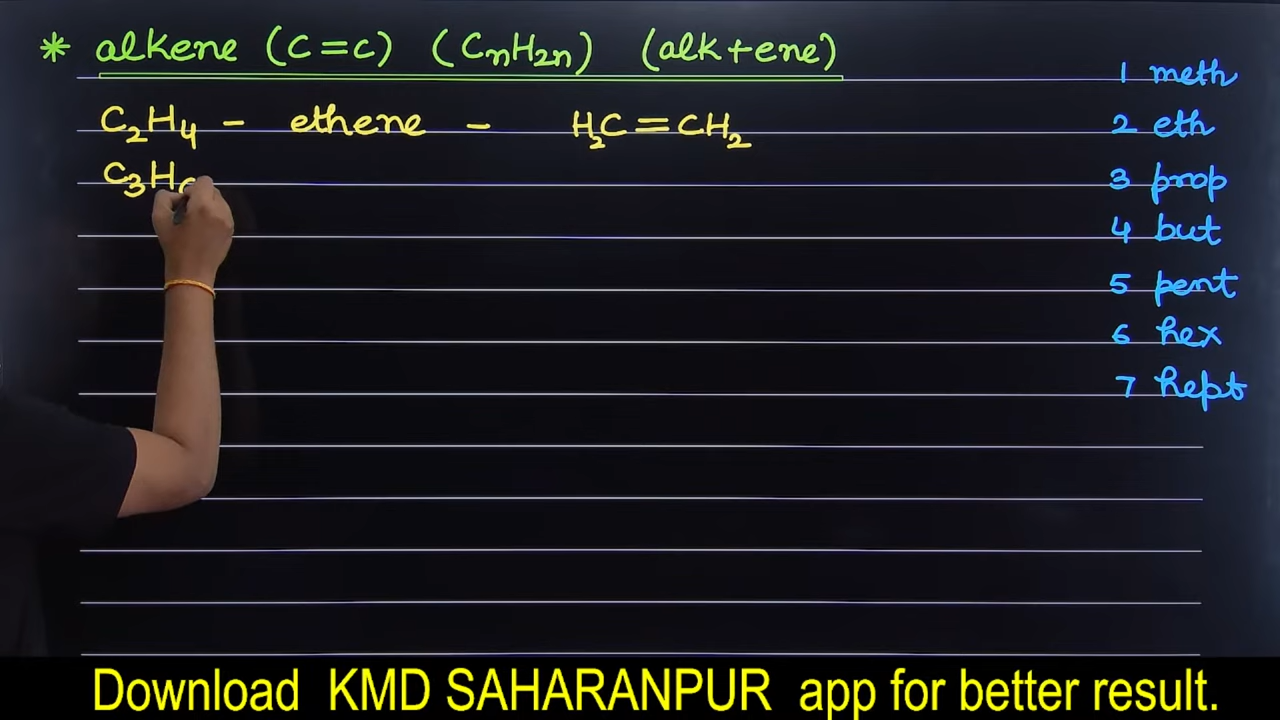 * alkene (C=C) (CnH2n) (alk+ene)
C2H4 - ethene - H2C=CH2
C3H
1 meth
2 eth
3 prop
4 but
5 pent
6 hex
7 hept
Download KMD SAHARANPUR app for better result.